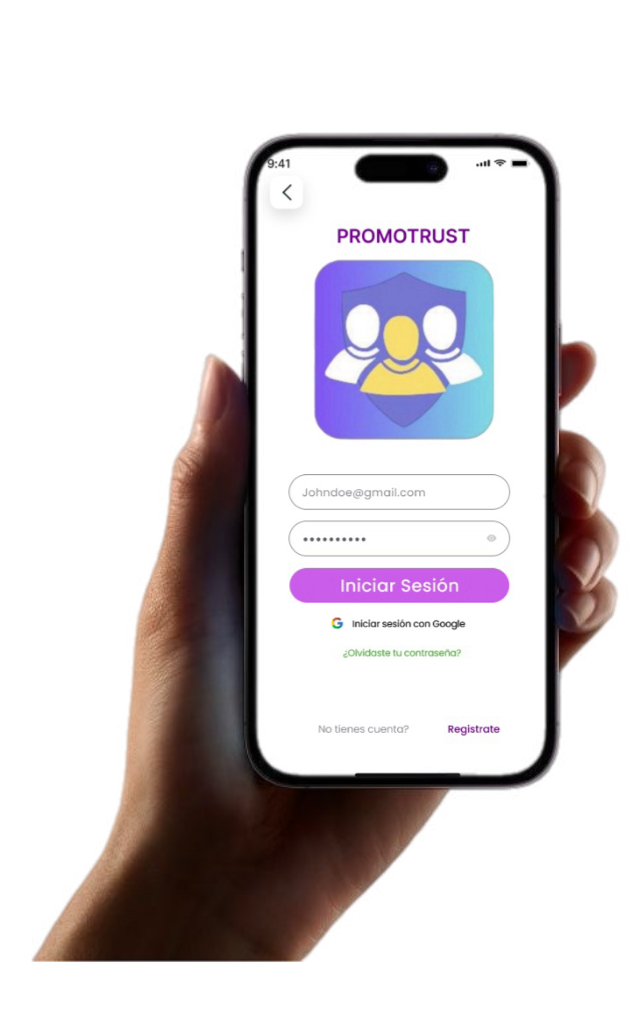 9:41
PROMOTRUST
Johndoe@gmail.com
••••••••••
Iniciar Sesión
G Iniciar sesión con Google
¿Olvidaste tu contraseña?
No tienes cuenta? Registrate